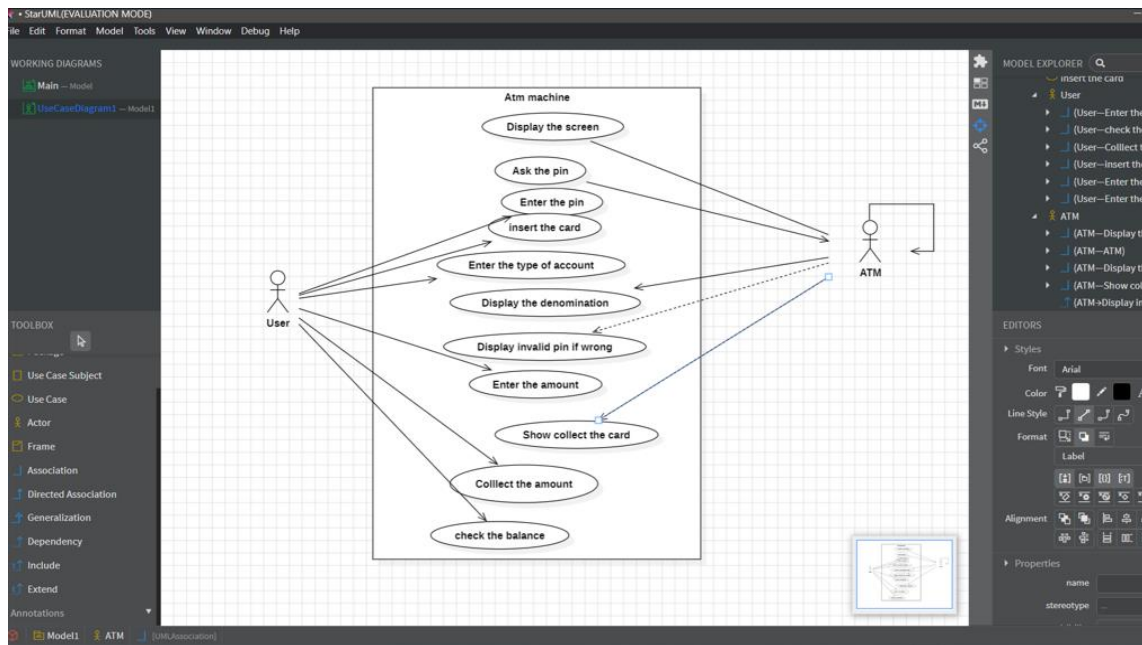 • StarUML(EVALUATION MODE)
File Edit Format Model Tools View Window Debug Help
WORKING DIAGRAMS
Main — Model
UseCaseDiagram1 — Model1
TOOLBOX
Use Case Subject
Use Case
Actor
Frame
Association
Directed Association
Generalization
Dependency
Include
Extend
Annotations
Atm machine
Display the screen
Ask the pin
Enter the pin
insert the card
Enter the type of account
Display the denomination
Display invalid pin if wrong
Enter the amount
Show collect the card
Colllect the amount
check the balance
User
ATM
MODEL EXPLORER
insert the card
User
(User—Enter the
(User—check the
(User—Colllect t
(User—Insert the
(User—Enter the
(User—Enter the
ATM
(ATM—Display t
(ATM—ATM)
(ATM—Display t
(ATM—Show col
(ATM→Display in
EDITORS
Styles
Font Arial
Color
Line Style
Format
Label
Alignment
Properties
name
stereotype
Model1 ATM [UMLAssociation]